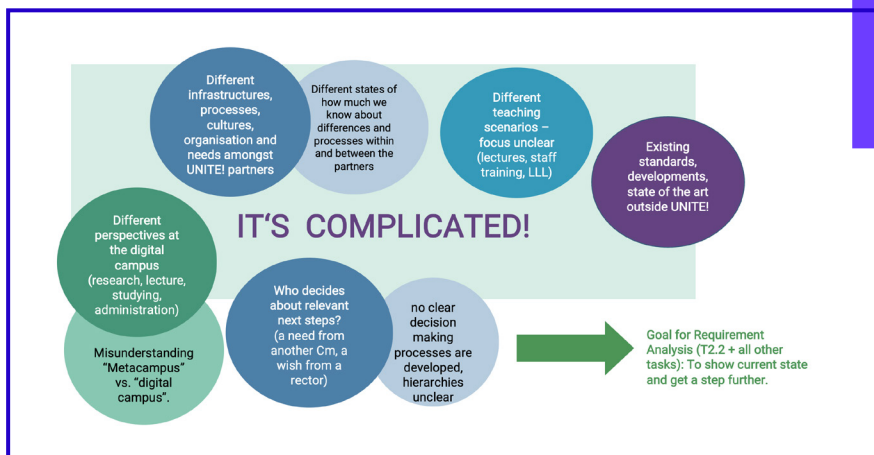 Different
infrastructures,
processes,
cultures,
organisation and
needs amongst
UNITE! partners
Different states of
how much we
know about
differences and
processes within
and between the
partners
Different
teaching
scenarios –
focus unclear
(lectures, staff
training, LLL)
Existing
standards,
developments,
state of the art
outside UNITE!
IT'S COMPLICATED!
Different
perspectives at
the digital
campus
(research, lecture,
studying,
administration)
Misunderstanding
“Metacampus”
vs. “digital
campus”.
Who decides
about relevant
next steps?
(a need from
another Cm, a
wish from a
rector)
no clear
decision
making
processes are
developed,
hierarchies
unclear
Goal for Requirement
Analysis (T2.2 + all other
tasks): To show current state
and get a step further.